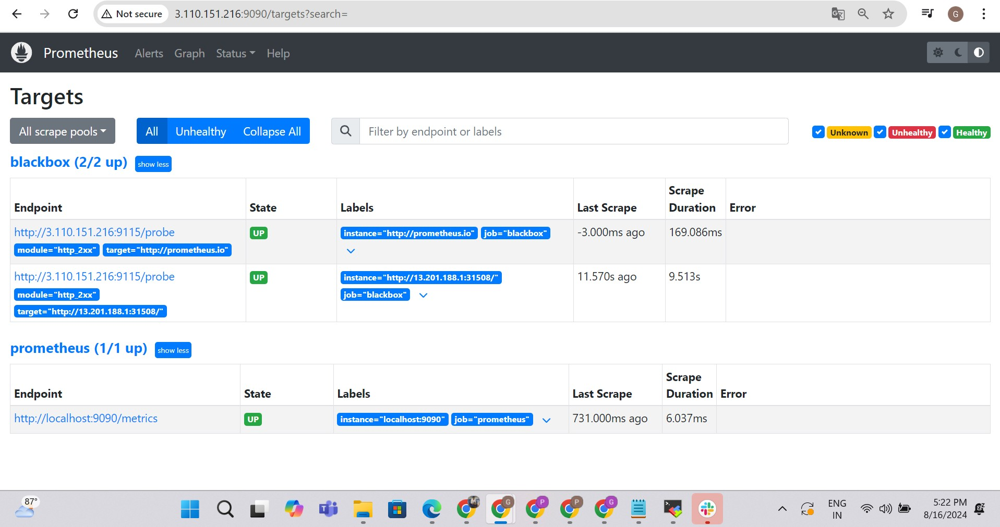 Not secure 3.110.151.216:9090/targets?search= G
Prometheus Alerts Graph Status Help
Targets
All scrape pools All Unhealthy Collapse All Filter by endpoint or labels Unknown Unhealthy Healthy
blackbox (2/2 up) show less
Endpoint State Labels Last Scrape Scrape Duration Error
http://3.110.151.216:9115/probe UP instance="http://prometheus.io" job="blackbox" -3.000ms ago 169.086ms
module="http_2xx" target="http://prometheus.io"
http://3.110.151.216:9115/probe UP instance="http://13.201.188.1:31508/" 11.570s ago 9.513s
module="http_2xx" job="blackbox"
target="http://13.201.188.1:31508/"
prometheus (1/1 up) show less
Endpoint State Labels Last Scrape Scrape Duration Error
http://localhost:9090/metrics UP instance="localhost:9090" job="prometheus" 731.000ms ago 6.037ms
87° G P P G ENG 5:22 PM
IN 8/16/2024